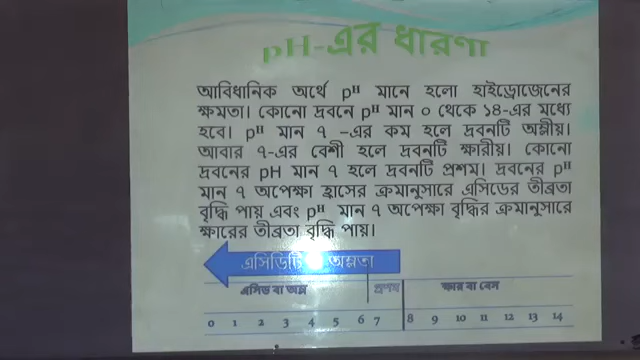 pH-এর ধারণা
আবিধানিক অর্থে pᴴ মানে হলো হাইড্রোজেনের
ক্ষমতা। কোনো দ্রবনে pᴴ মান ০ থেকে ১৪-এর মধ্যে
হবে। pᴴ মান ৭ –এর কম হলে দ্রবনটি অম্লীয়।
আবার ৭-এর বেশী হলে দ্রবনটি ক্ষারীয়। কোনো
দ্রবনের pH মান ৭ হলে দ্রবনটি প্রশম। দ্রবনের pᴴ
মান ৭ অপেক্ষা হ্রাসের ক্রমানুসারে এসিডের তীব্রতা
বৃদ্ধি পায় এবং pᴴ মান ৭ অপেক্ষা বৃদ্ধির ক্রমানুসারে
ক্ষারের তীব্রতা বৃদ্ধি পায়।
এসিডিটি অম্লতা
এসিড বা অম্ল প্রশম ক্ষার বা বেস
0 1 2 3 4 5 6 7 8 9 10 11 12 13 14